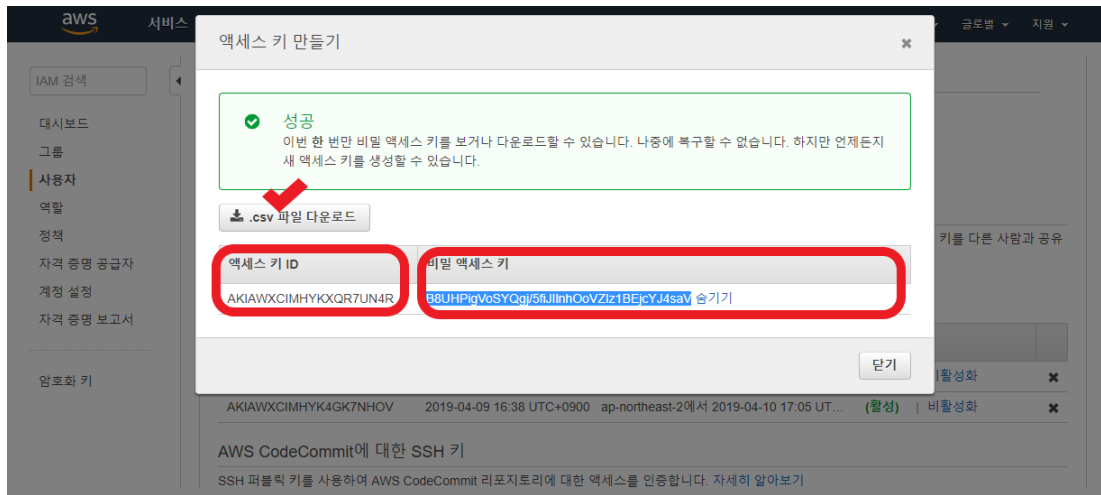 aws 서비스 글로벌 지원
액세스 키 만들기
IAM 검색
성공
이번 한 번만 비밀 액세스 키를 보거나 다운로드할 수 있습니다. 나중에 복구할 수 없습니다. 하지만 언제든지
새 액세스 키를 생성할 수 있습니다.
.csv 파일 다운로드
액세스 키 ID 비밀 액세스 키
AKIAWXCIMHYKXQR7UN4R 숨기기
닫기
대시보드
그룹
사용자
역할
정책
자격 증명 공급자
계정 설정
자격 증명 보고서
암호화 키
키를 다른 사람과 공유
비활성화
AKIAWXCIMHYK4GK7NHOV 2019-04-09 16:38 UTC+0900 ap-northeast-2에서 2019-04-10 17:05 UT... (활성) | 비활성화
AWS CodeCommit에 대한 SSH 키
SSH 퍼블릭 키를 사용하여 AWS CodeCommit 리포지토리에 대한 액세스를 인증합니다. 자세히 알아보기